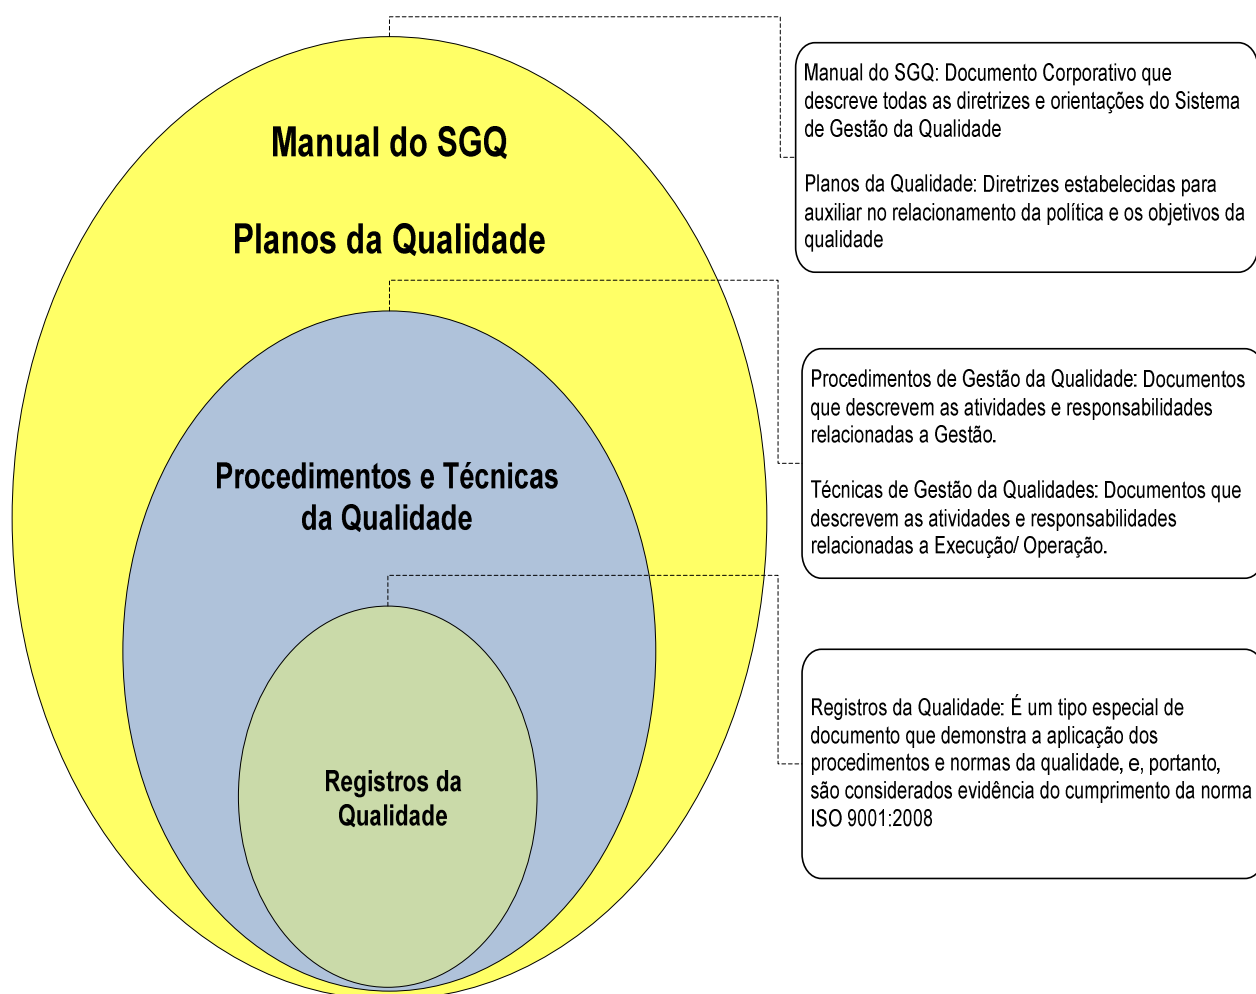 Manual do SGQ
Planos da Qualidade
Procedimentos e Técnicas
da Qualidade
Registros da
Qualidade
Manual do SGQ: Documento Corporativo que
descreve todas as diretrizes e orientações do Sistema
de Gestão da Qualidade
Planos da Qualidade: Diretrizes estabelecidas para
auxiliar no relacionamento da política e os objetivos da
qualidade
Procedimentos de Gestão da Qualidade: Documentos
que descrevem as atividades e responsabilidades
relacionadas a Gestão.
Técnicas de Gestão da Qualidades: Documentos que
descrevem as atividades e responsabilidades
relacionadas a Execução/ Operação.
Registros da Qualidade: É um tipo especial de
documento que demonstra a aplicação dos
procedimentos e normas da qualidade, e, portanto,
são considerados evidência do cumprimento da norma
ISO 9001:2008